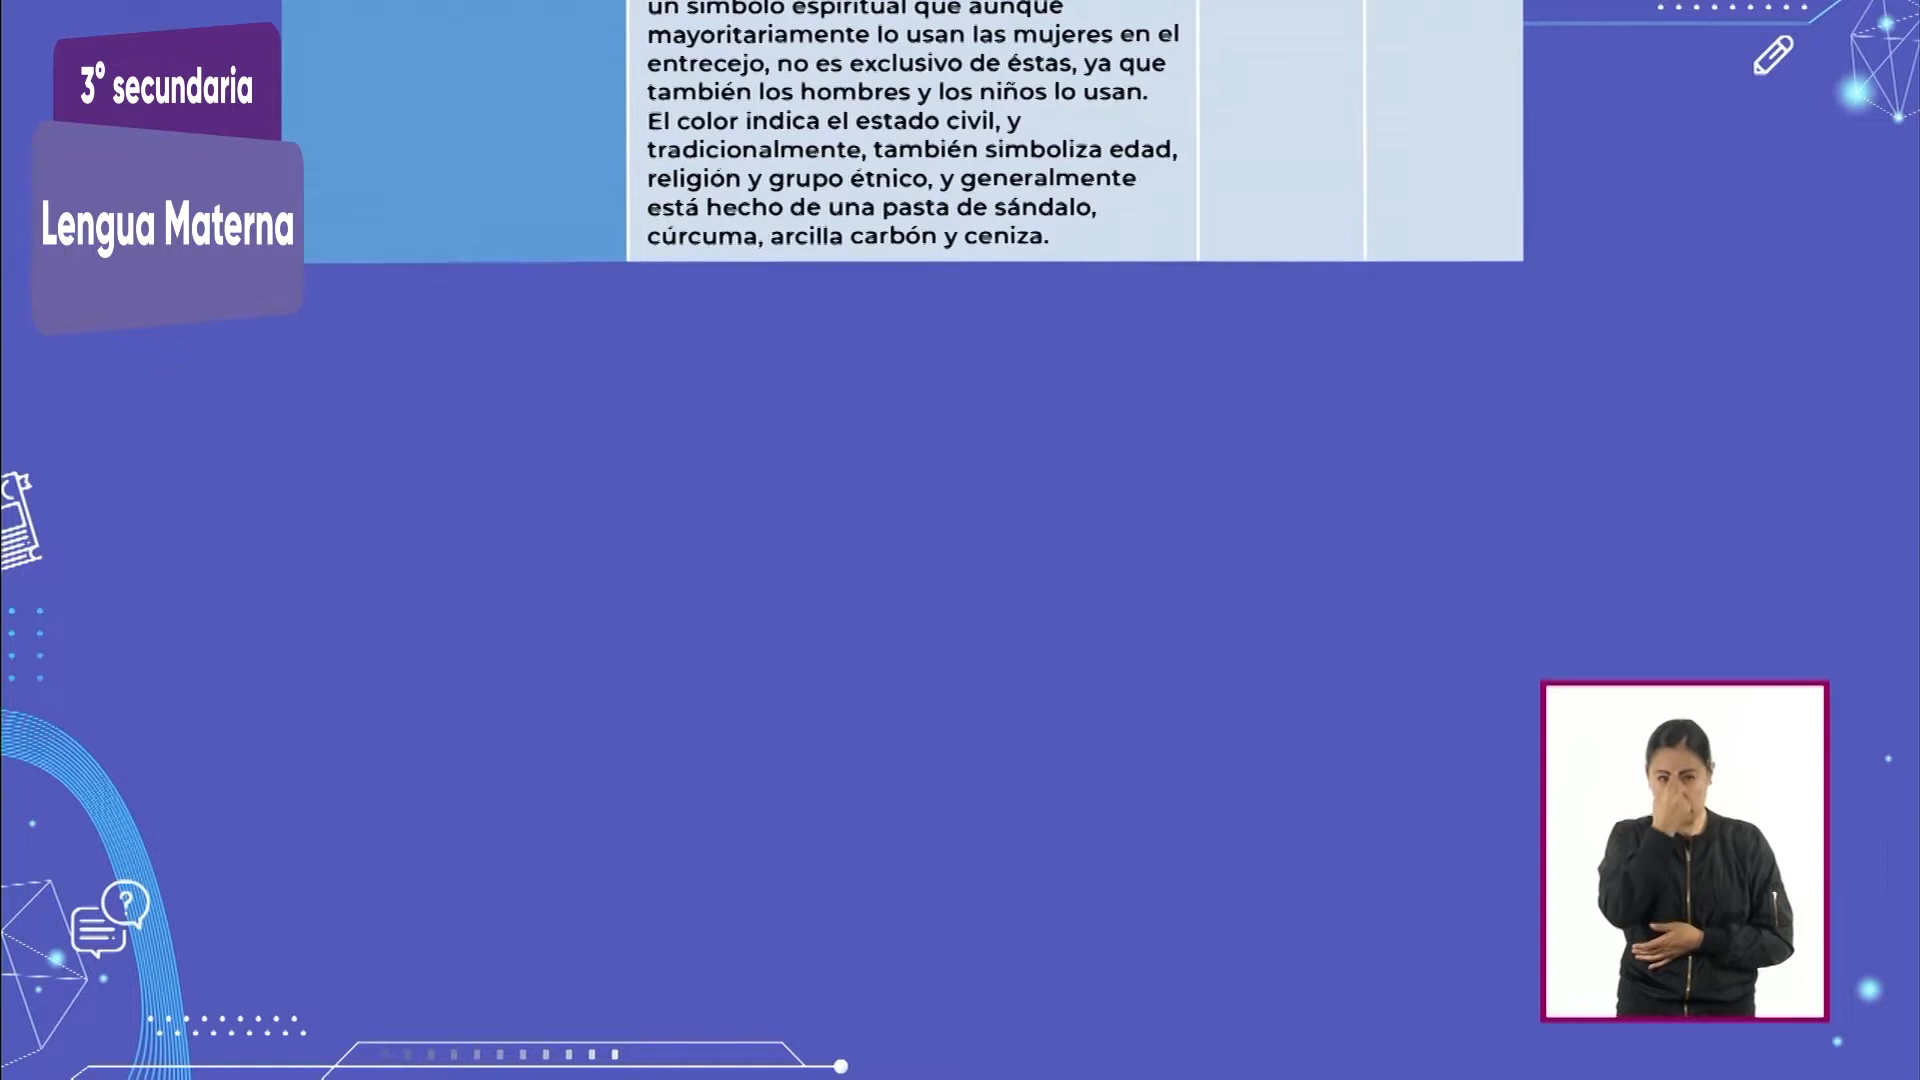 3° secundaria
Lengua Materna
un símbolo espiritual que aunque
mayoritariamente lo usan las mujeres en el
entrecejo, no es exclusivo de éstas, ya que
también los hombres y los niños lo usan.
El color indica el estado civil, y
tradicionalmente, también simboliza edad,
religión y grupo étnico, y generalmente
está hecho de una pasta de sándalo,
cúrcuma, arcilla carbón y ceniza.
?